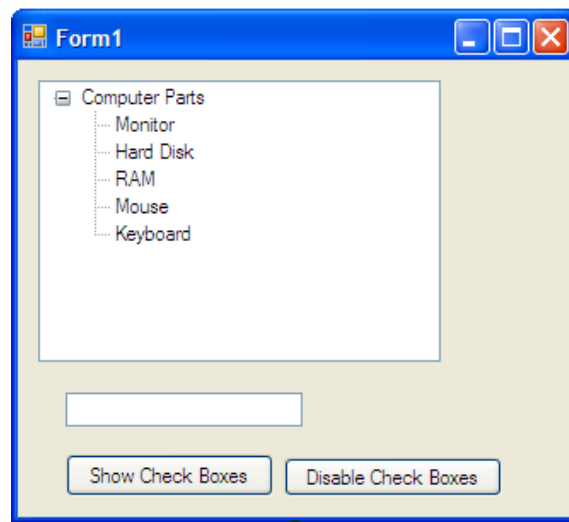 Form1
Computer Parts
Monitor
Hard Disk
RAM
Mouse
Keyboard
Show Check Boxes Disable Check Boxes